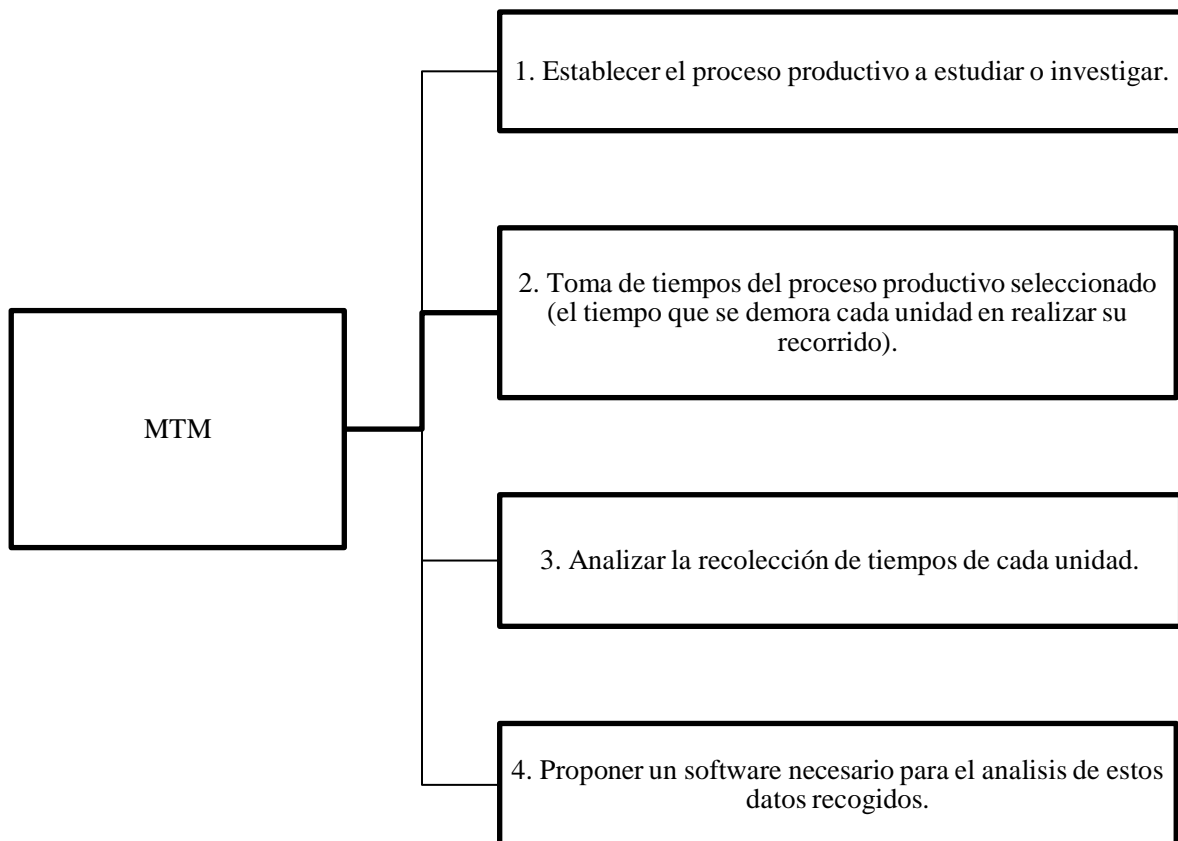 1. Establecer el proceso productivo a estudiar o investigar.
2. Toma de tiempos del proceso productivo seleccionado
(el tiempo que se demora cada unidad en realizar su
recorrido).
MTM
3. Analizar la recolección de tiempos de cada unidad.
4. Proponer un software necesario para el analisis de estos
datos recogidos.